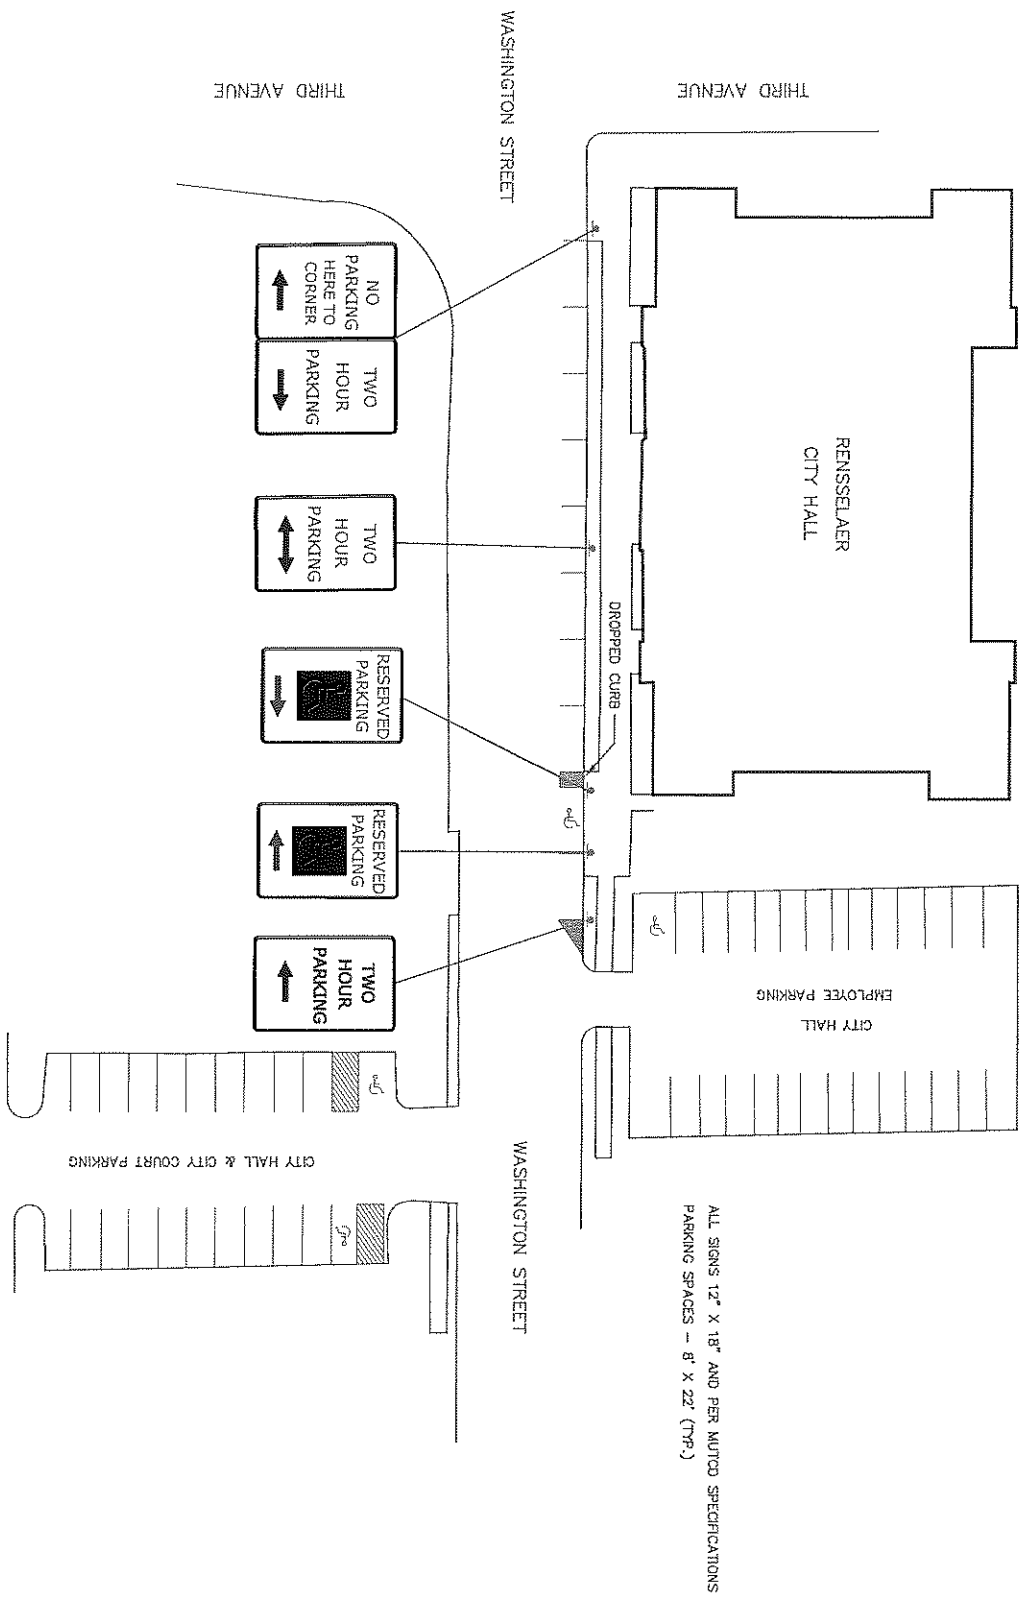 THIRD AVENUE
THIRD AVENUE
WASHINGTON STREET
RENSSELAER
CITY HALL
DROPPED CURB
NO
PARKING
HERE TO
CORNER
TWO
HOUR
PARKING
TWO
HOUR
PARKING
RESERVED
PARKING
RESERVED
PARKING
TWO
HOUR
PARKING
CITY HALL
EMPLOYEE PARKING
CITY HALL & CITY COURT PARKING
WASHINGTON STREET
ALL SIGNS 12" X 18" AND PER MUTCD SPECIFICATIONS
PARKING SPACES - 8' X 22' (TYP.)